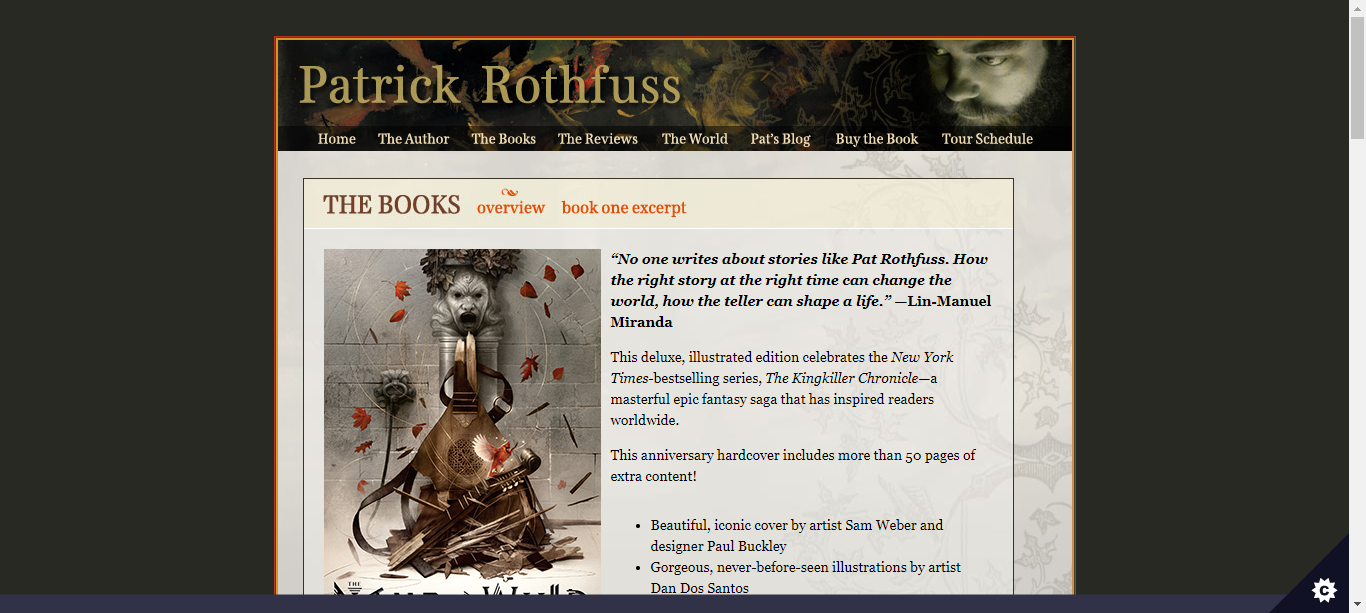 Patrick Rothfuss
Home The Author The Books The Reviews The World Pat's Blog Buy the Book Tour Schedule
THE BOOKS overview book one excerpt
“No one writes about stories like Pat Rothfuss. How
the right story at the right time can change the
world, how the teller can shape a life.” —Lin-Manuel
Miranda
This deluxe, illustrated edition celebrates the New York
Times-bestselling series, The Kingkiller Chronicle—a
masterful epic fantasy saga that has inspired readers
worldwide.
This anniversary hardcover includes more than 50 pages of
extra content!
• Beautiful, iconic cover by artist Sam Weber and
designer Paul Buckley
• Gorgeous, never-before-seen illustrations by artist
Dan Dos Santos
THE